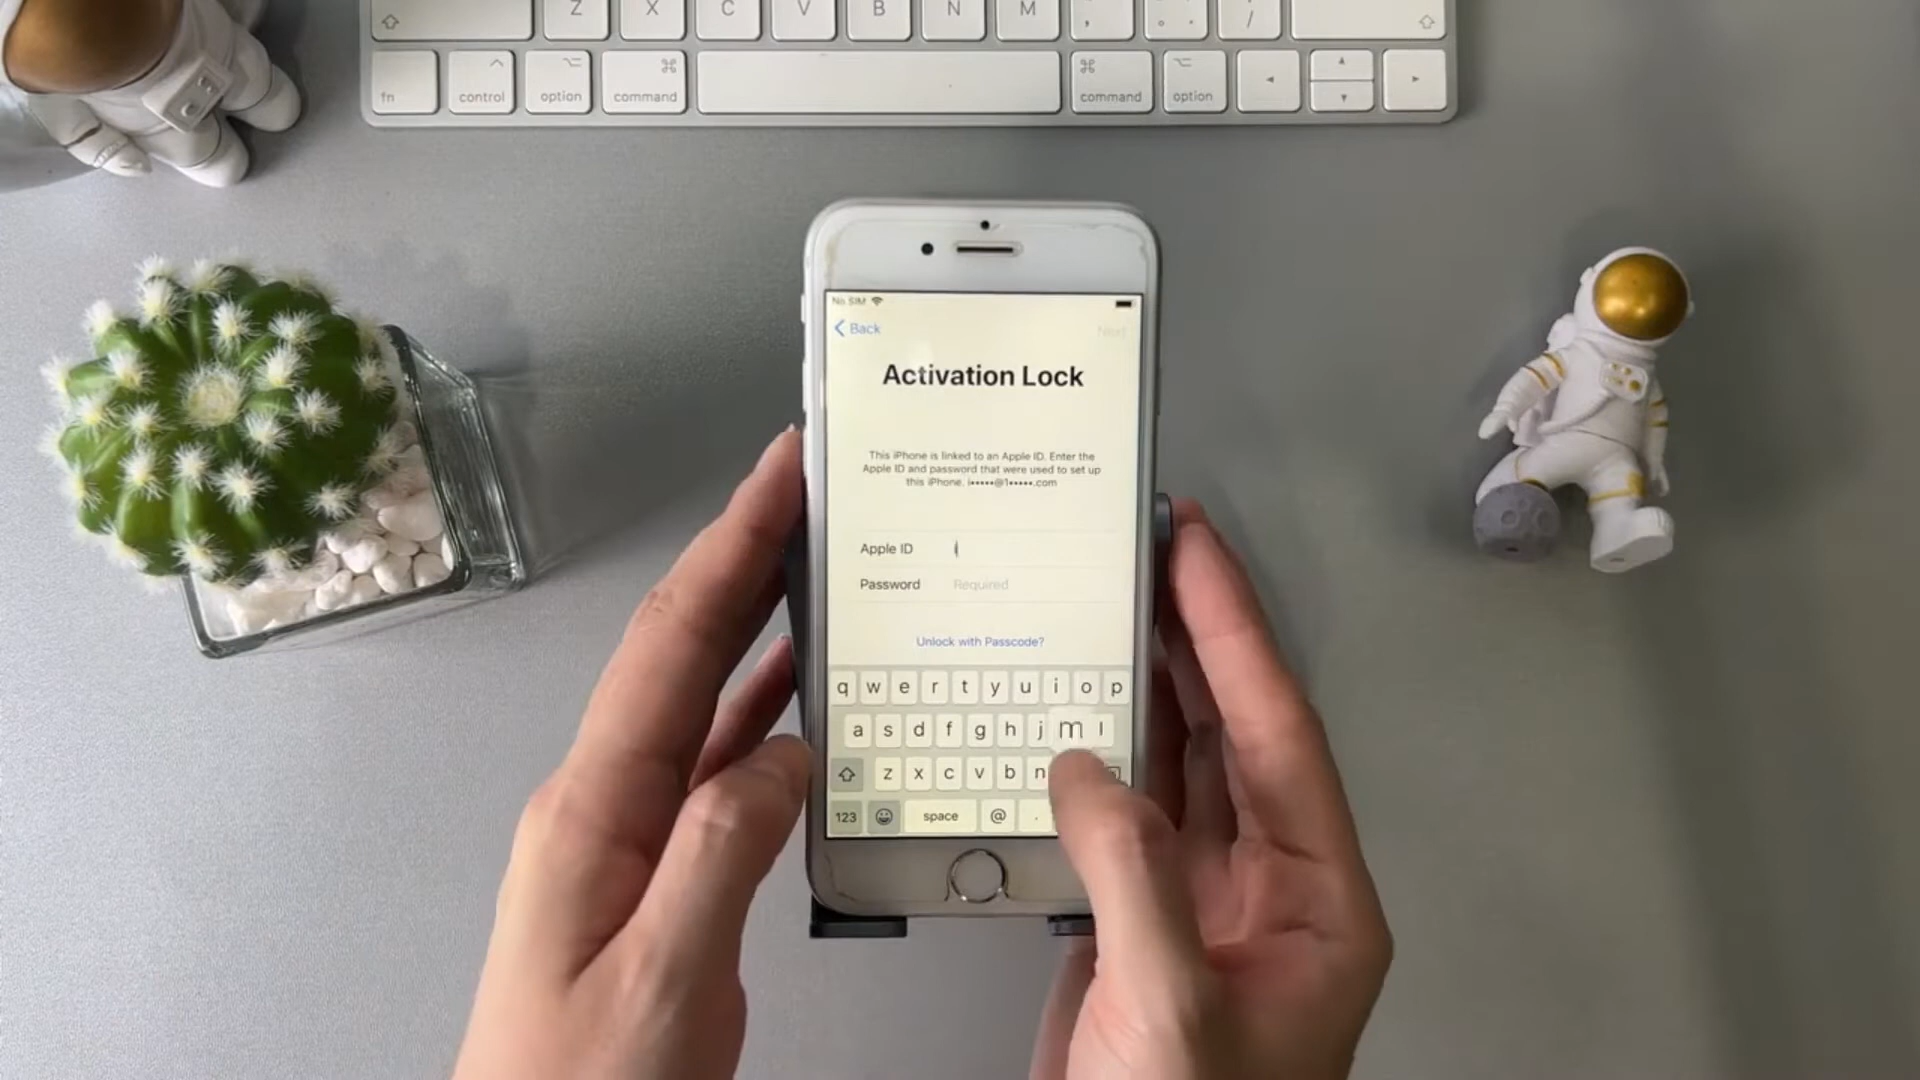 Z X C V B N M , . /
fn control option command command option
No SIM
Back Next
Activation Lock
This iPhone is linked to an Apple ID. Enter the
Apple ID and password that were used to set up
this iPhone. i•••••@1•••••.com
Apple ID i
Password Required
Unlock with Passcode?
q w e r t y u i o p
a s d f g h j m l
z x c v b n
123 space @ .